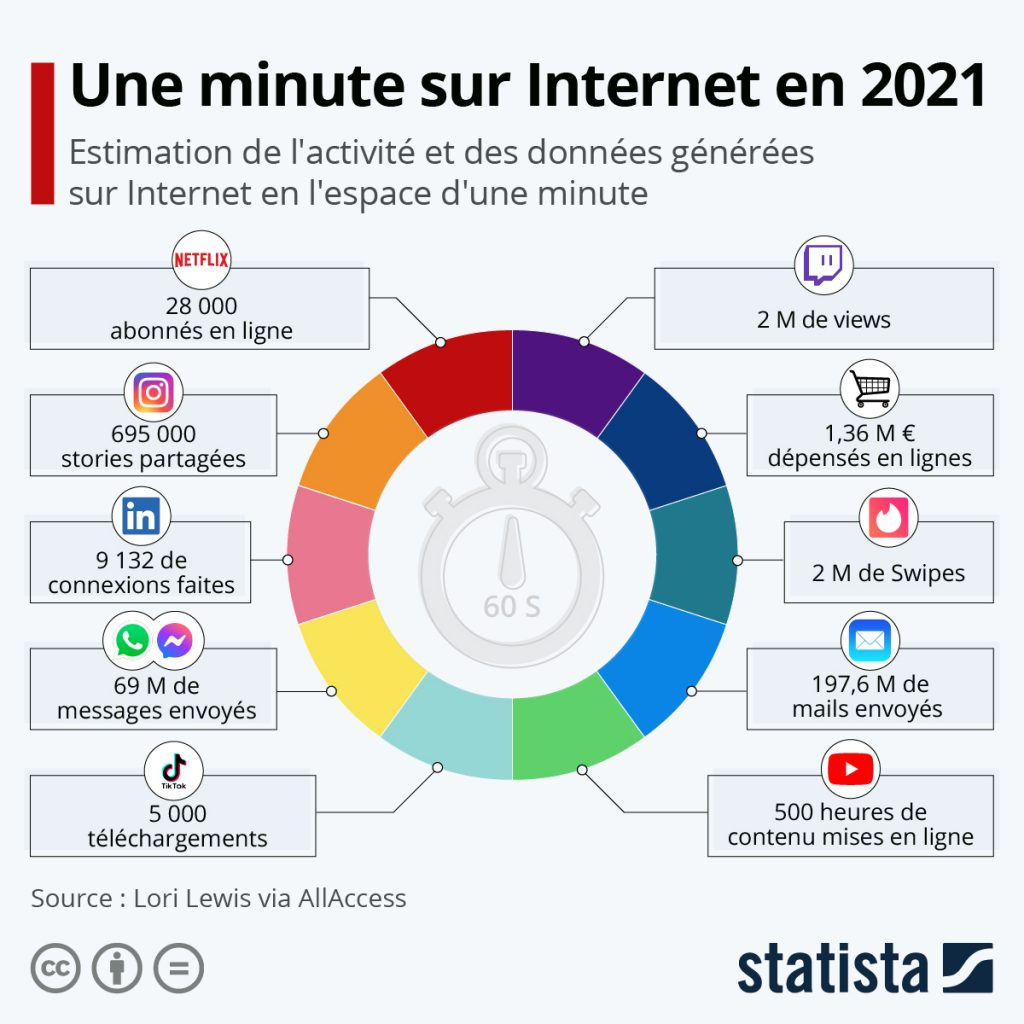 Une minute sur Internet en 2021
Estimation de l'activité et des données générées
sur Internet en l'espace d'une minute
NETFLIX
28 000
abonnés en ligne
2 M de views
695 000
stories partagées
1,36 M €
dépensés en lignes
in
9 132 de
connexions faites
2 M de Swipes
69 M de
messages envoyés
197,6 M de
mails envoyés
TikTok
5 000
téléchargements
500 heures de
contenu mises en ligne
60 S
Source : Lori Lewis via AllAccess
cc
statista